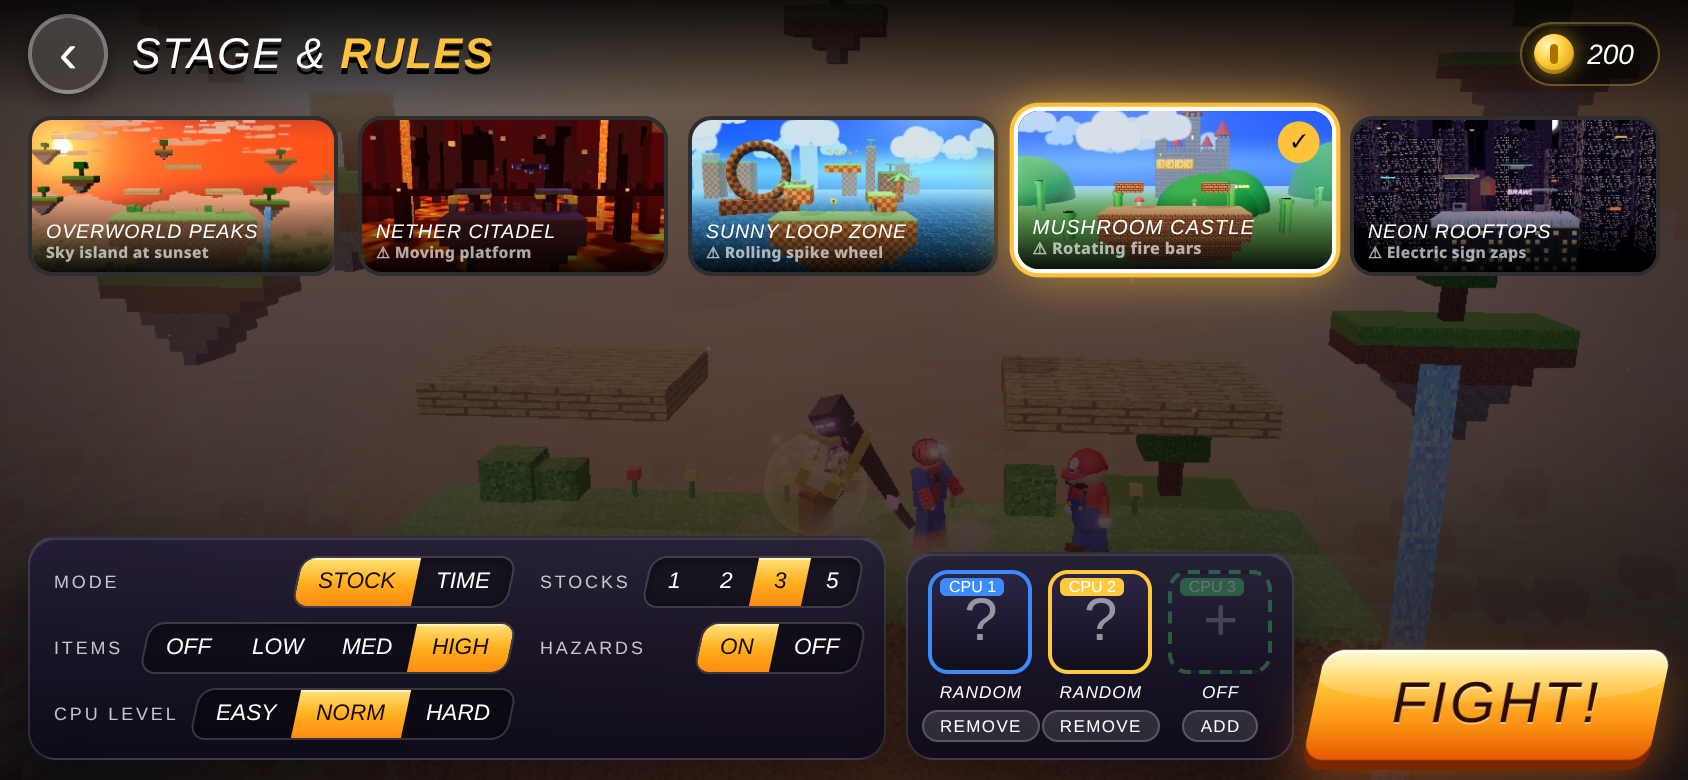 ‹ STAGE & RULES
200
✓
OVERWORLD PEAKS
Sky island at sunset
NETHER CITADEL
⚠ Moving platform
SUNNY LOOP ZONE
⚠ Rolling spike wheel
MUSHROOM CASTLE
⚠ Rotating fire bars
BRAWL
NEON ROOFTOPS
⚠ Electric sign zaps
MODE STOCK TIME
STOCKS 1 2 3 5
ITEMS OFF LOW MED HIGH
HAZARDS ON OFF
CPU LEVEL EASY NORM HARD
CPU 1
?
RANDOM
REMOVE
CPU 2
?
RANDOM
REMOVE
CPU 3
+
OFF
ADD
FIGHT!